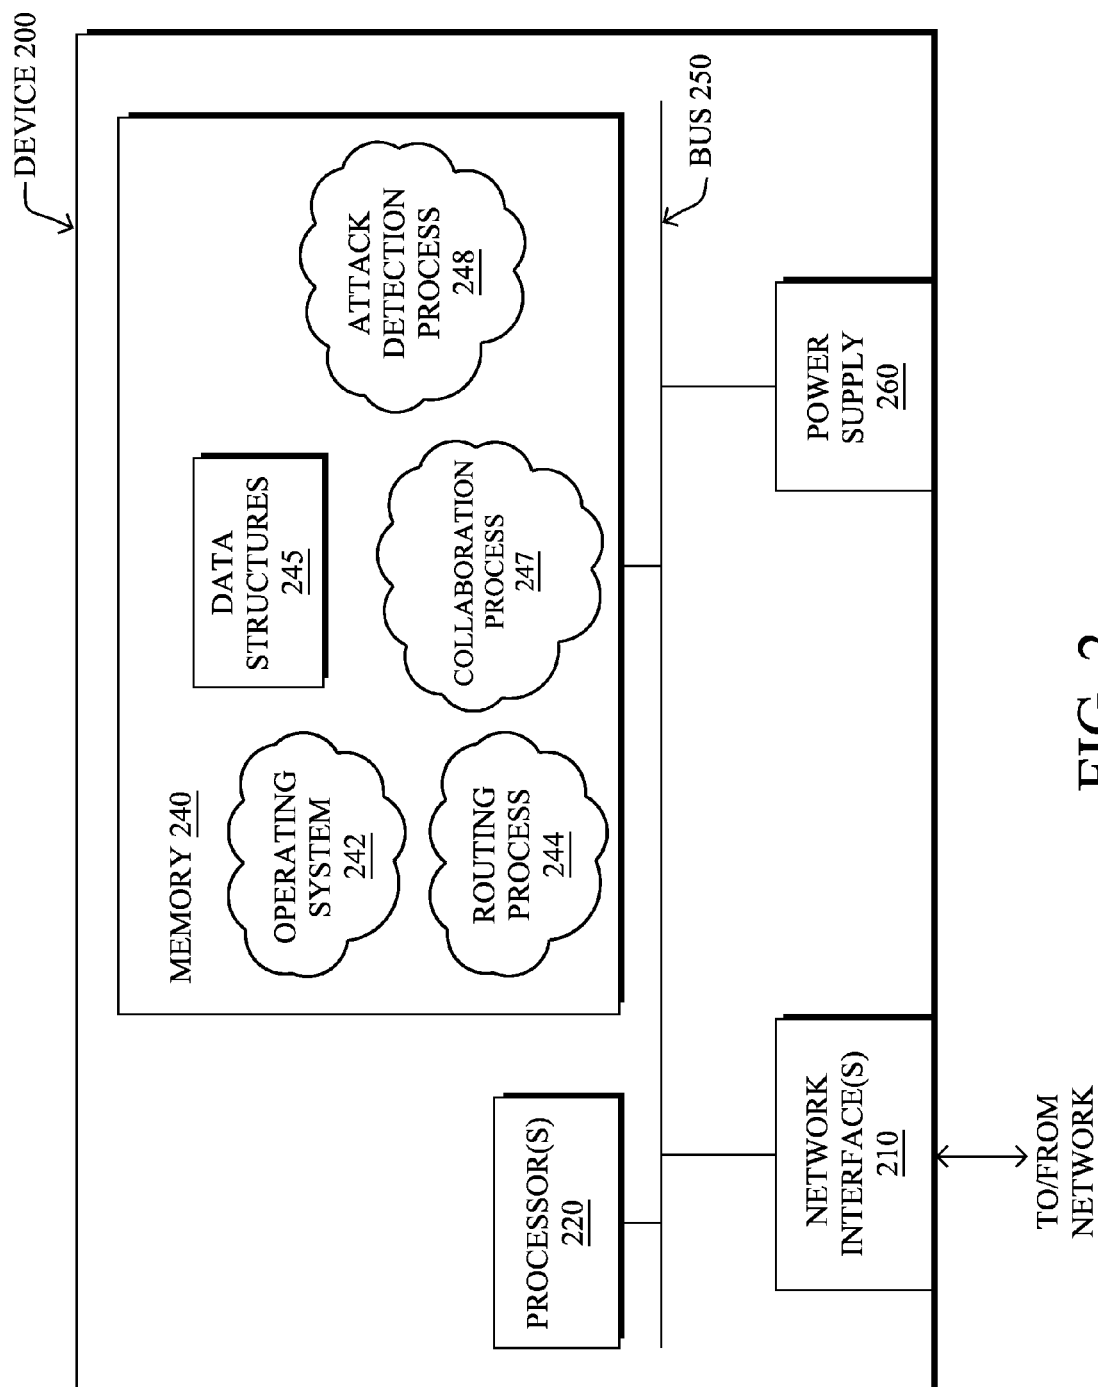 DEVICE 200
MEMORY 240
OPERATING
SYSTEM
242
DATA
STRUCTURES
245
ATTACK
DETECTION
PROCESS
248
ROUTING
PROCESS
244
COLLABORATION
PROCESS
247
PROCESSOR(S)
220
BUS 250
NETWORK
INTERFACE(S)
210
POWER
SUPPLY
260
TO/FROM
NETWORK
FIG. 2